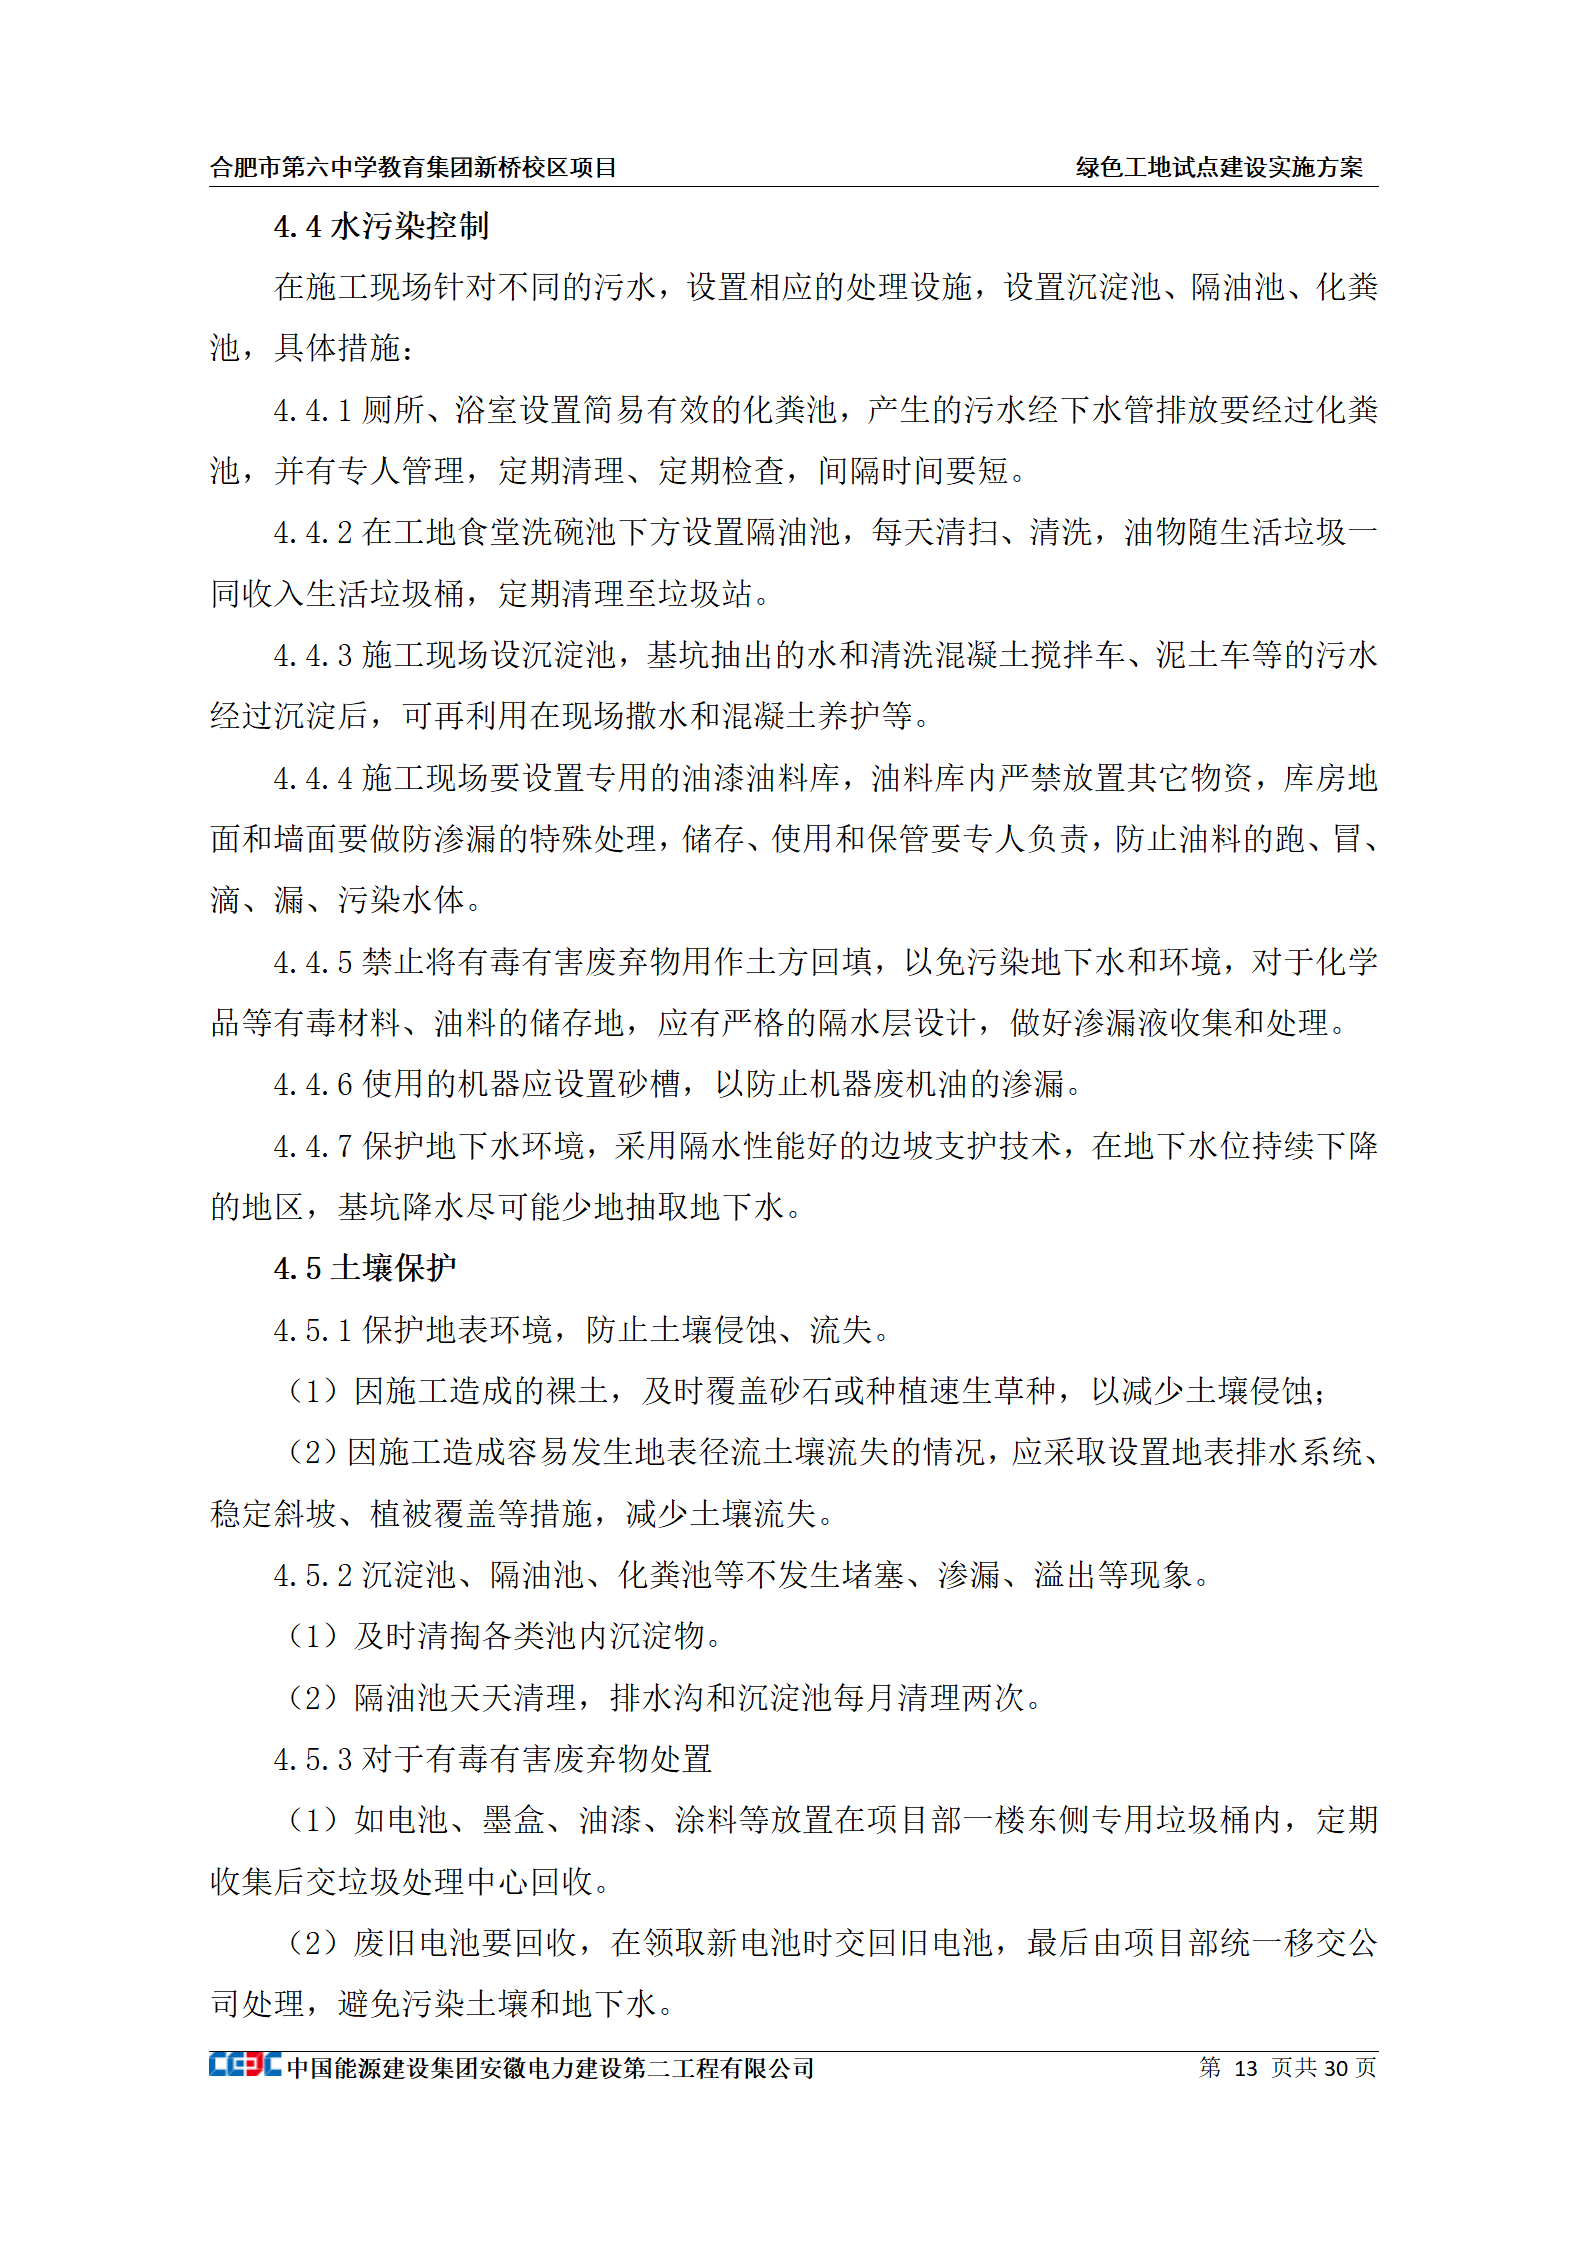 合肥市第六中学教育集团新桥校区项目 绿色工地试点建设实施方案
4.4 水污染控制
在施工现场针对不同的污水，设置相应的处理设施，设置沉淀池、隔油池、化粪
池，具体措施：
4.4.1 厕所、浴室设置简易有效的化粪池，产生的污水经下水管排放要经过化粪
池，并有专人管理，定期清理、定期检查，间隔时间要短。
4.4.2 在工地食堂洗碗池下方设置隔油池，每天清扫、清洗，油物随生活垃圾一
同收入生活垃圾桶，定期清理至垃圾站。
4.4.3 施工现场设沉淀池，基坑抽出的水和清洗混凝土搅拌车、泥土车等的污水
经过沉淀后，可再利用在现场撒水和混凝土养护等。
4.4.4 施工现场要设置专用的油漆油料库，油料库内严禁放置其它物资，库房地
面和墙面要做防渗漏的特殊处理，储存、使用和保管要专人负责，防止油料的跑、冒、
滴、漏、污染水体。
4.4.5 禁止将有毒有害废弃物用作土方回填，以免污染地下水和环境，对于化学
品等有毒材料、油料的储存地，应有严格的隔水层设计，做好渗漏液收集和处理。
4.4.6 使用的机器应设置砂槽，以防止机器废机油的渗漏。
4.4.7 保护地下水环境，采用隔水性能好的边坡支护技术，在地下水位持续下降
的地区，基坑降水尽可能少地抽取地下水。
4.5 土壤保护
4.5.1 保护地表环境，防止土壤侵蚀、流失。
（1）因施工造成的裸土，及时覆盖砂石或种植速生草种，以减少土壤侵蚀；
（2）因施工造成容易发生地表径流土壤流失的情况，应采取设置地表排水系统、
稳定斜坡、植被覆盖等措施，减少土壤流失。
4.5.2 沉淀池、隔油池、化粪池等不发生堵塞、渗漏、溢出等现象。
（1）及时清掏各类池内沉淀物。
（2）隔油池天天清理，排水沟和沉淀池每月清理两次。
4.5.3 对于有毒有害废弃物处置
（1）如电池、墨盒、油漆、涂料等放置在项目部一楼东侧专用垃圾桶内，定期
收集后交垃圾处理中心回收。
（2）废旧电池要回收，在领取新电池时交回旧电池，最后由项目部统一移交公
司处理，避免污染土壤和地下水。
CEEC 中国能源建设集团安徽电力建设第二工程有限公司 第 13 页共 30 页